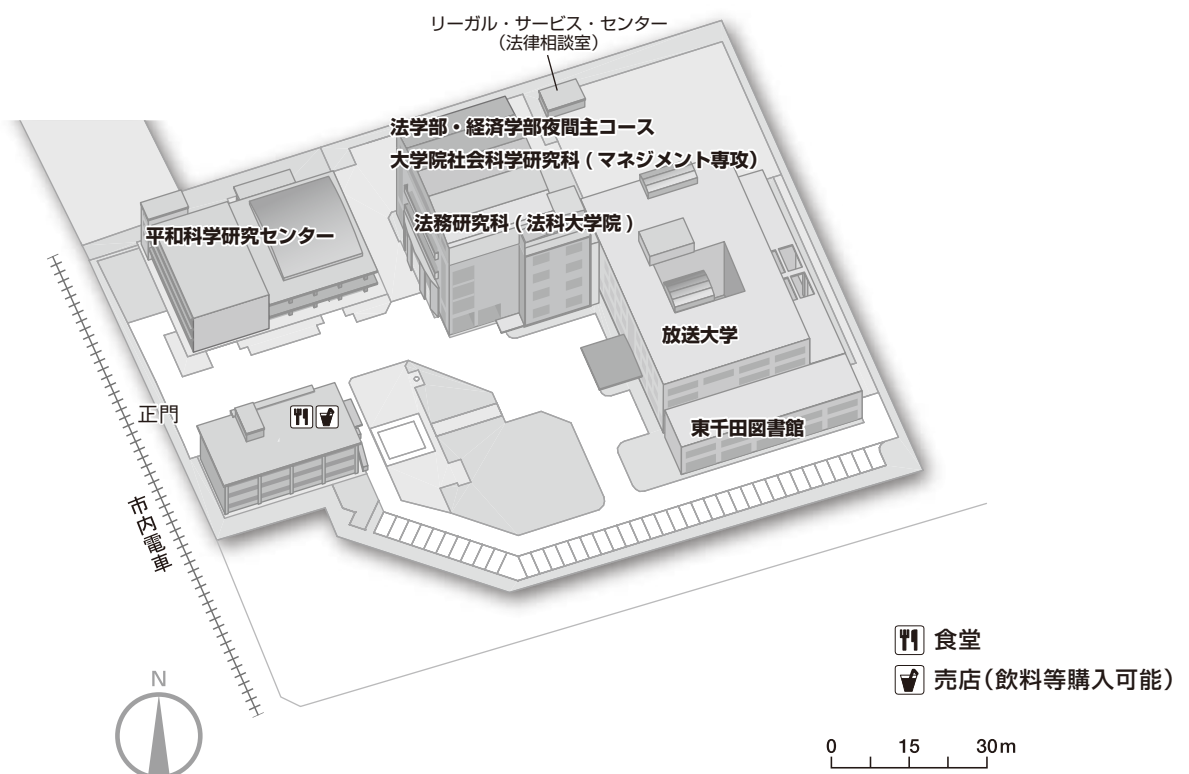 リーガル・サービス・センター
(法律相談室)
法学部・経済学部夜間主コース
大学院社会科学研究科(マネジメント専攻)
法務研究科(法科大学院)
平和科学研究センター
放送大学
正門
東千田図書館
市内電車
食堂
売店(飲料等購入可能)
N
0 15 30m